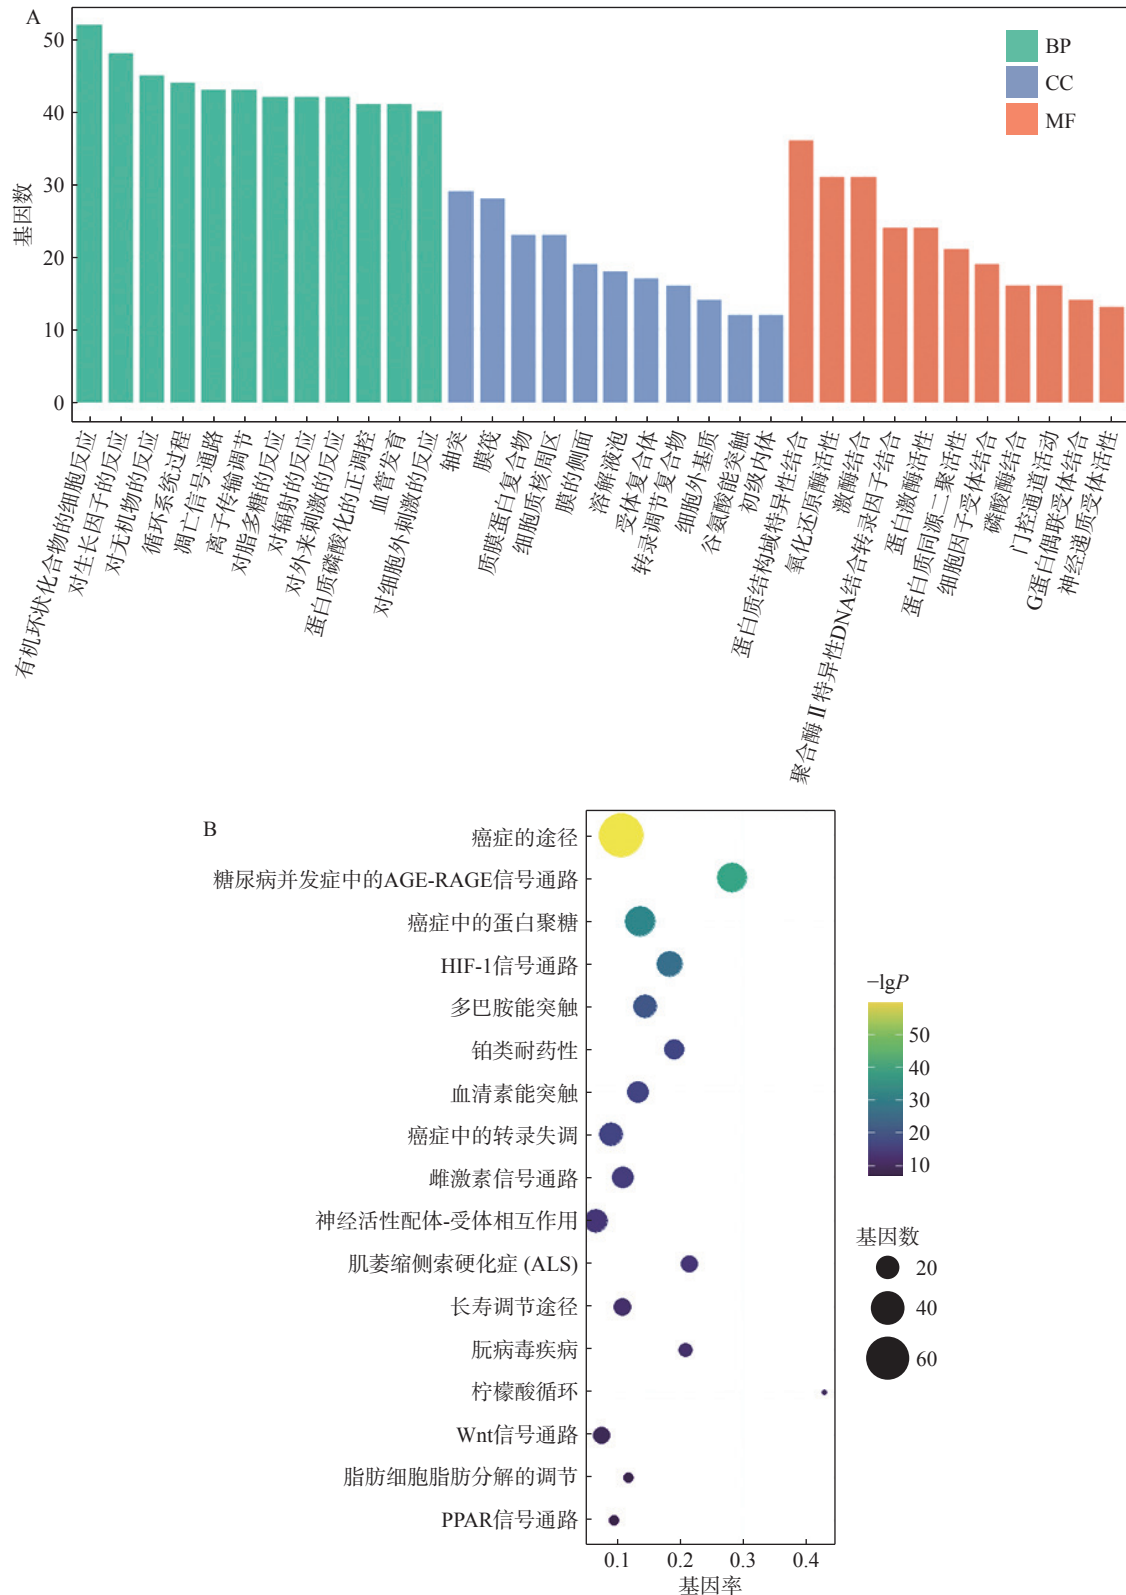 A
50
40
30
20
10
0
基因数
BP
CC
MF
有机环状化合物的细胞反应
对生长因子的反应
对无机物的反应
循环系统过程
凋亡信号通路
离子传输调节
对脂多糖的反应
对辐射的反应
对外来刺激的反应
蛋白质磷酸化的正调控
血管发育
对细胞外刺激的反应
轴突
膜筏
质膜蛋白复合物
细胞质核周区
膜的侧面
溶解液泡
受体复合体
转录调节复合物
细胞外基质
谷氨酸能突触
初级内体
蛋白质结构域特异性结合
氧化还原酶活性
激酶结合
聚合酶Ⅱ特异性DNA结合转录因子结合
蛋白激酶活性
蛋白质同源二聚活性
细胞因子受体结合
磷酸酶结合
门控通道活动
G蛋白偶联受体结合
神经递质受体活性
B
癌症的途径
糖尿病并发症中的AGE-RAGE信号通路
癌症中的蛋白聚糖
HIF-1信号通路
多巴胺能突触
铂类耐药性
血清素能突触
癌症中的转录失调
雌激素信号通路
神经活性配体-受体相互作用
肌萎缩侧索硬化症 (ALS)
长寿调节途径
朊病毒疾病
柠檬酸循环
Wnt信号通路
脂肪细胞脂肪分解的调节
PPAR信号通路
0.1
0.2
0.3
0.4
基因率
−lgP
50
40
30
20
10
基因数
20
40
60